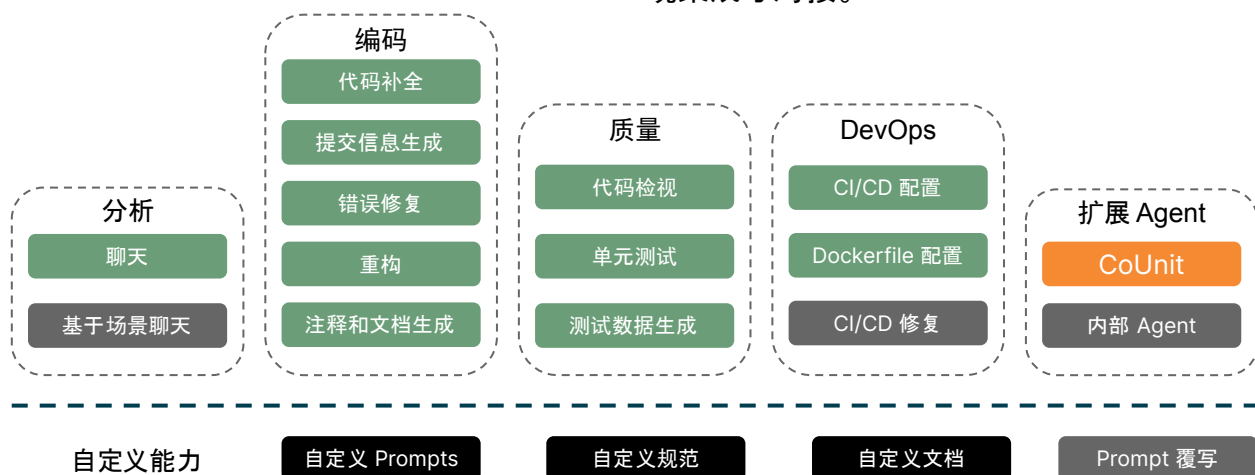 编码
代码补全
提交信息生成
错误修复
重构
注释和文档生成
质量
代码检视
单元测试
测试数据生成
DevOps
CI/CD 配置
Dockerfile 配置
CI/CD 修复
分析
聊天
基于场景聊天
扩展 Agent
CoUnit
内部 Agent
自定义能力
自定义 Prompts
自定义规范
自定义文档
Prompt 覆写